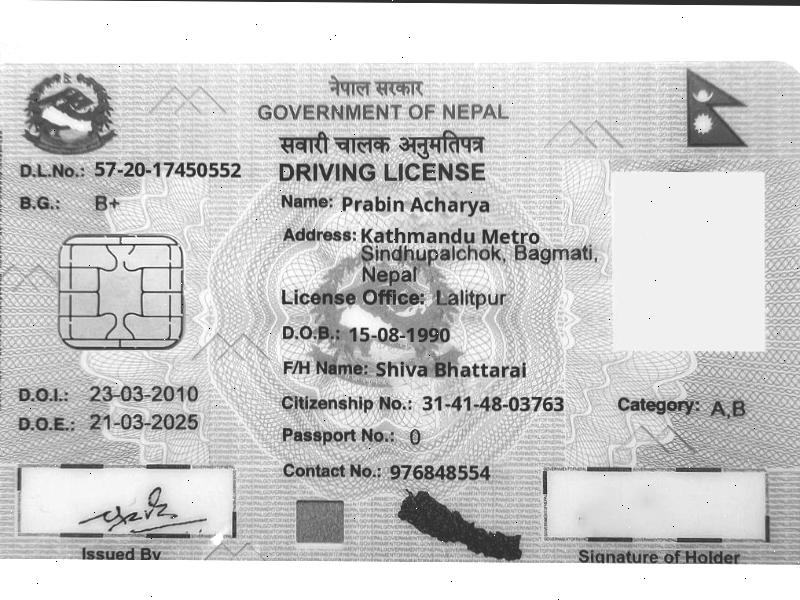 नेपाल सरकार
GOVERNMENT OF NEPAL
सवारी चालक अनुमतिपत्र
DRIVING LICENSE
D.L.No.: 57-20-17450552
B.G.: B+
Name: Prabin Acharya
Address: Kathmandu Metro
Sindhupalchok, Bagmati,
Nepal
License Office: Lalitpur
D.O.B.: 15-08-1990
F/H Name: Shiva Bhattarai
D.O.I.: 23-03-2010
Citizenship No.: 31-41-48-03763
Category: A,B
D.O.E.: 21-03-2025
Passport No.: 0
Contact No.: 976848554
Issued By
Signature of Holder